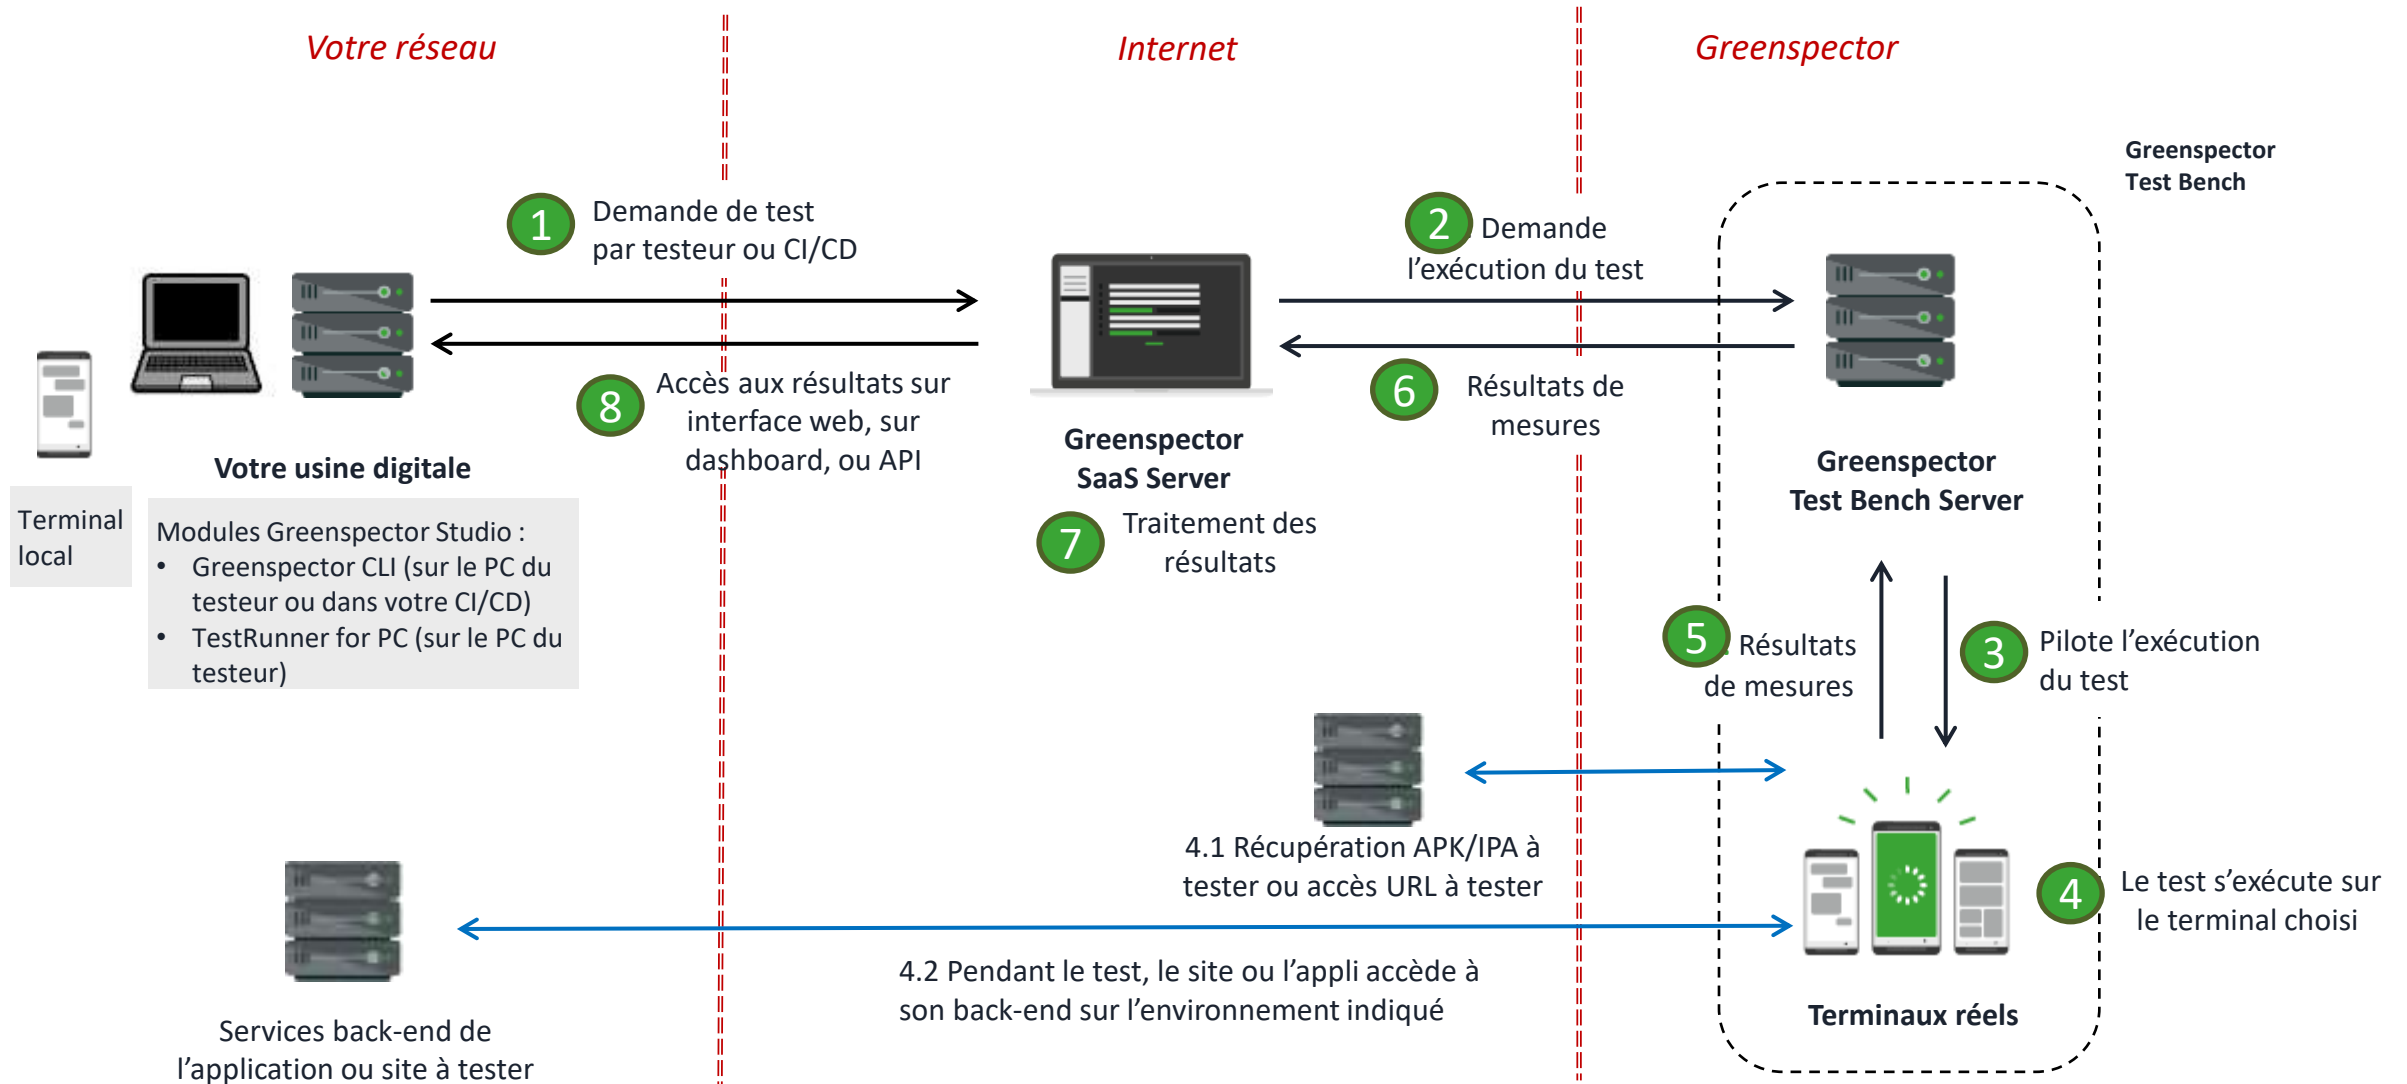 Votre réseau
Internet
Greenspector
Greenspector
Test Bench
1
Demande de test
par testeur ou CI/CD
2
Demande
l’exécution du test
8
Accès aux résultats sur
interface web, sur
dashboard, ou API
6
Résultats de
mesures
Votre usine digitale
Greenspector
SaaS Server
Greenspector
Test Bench Server
Terminal
local
Modules Greenspector Studio :
• Greenspector CLI (sur le PC du
testeur ou dans votre CI/CD)
• TestRunner for PC (sur le PC du
testeur)
7
Traitement des
résultats
5
Résultats
de mesures
3
Pilote l’exécution
du test
4.1 Récupération APK/IPA à
tester ou accès URL à tester
4
Le test s’exécute sur
le terminal choisi
4.2 Pendant le test, le site ou l’appli accède à
son back-end sur l’environnement indiqué
Terminaux réels
Services back-end de
l’application ou site à tester